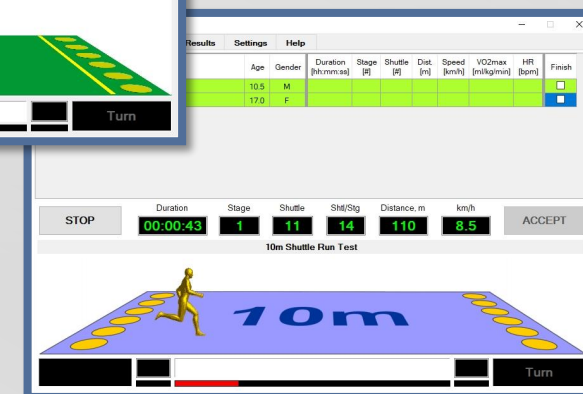 Turn
Results Settings Help
Age Gender Duration [hh:mm:ss] Stage [#] Shuttle [#] Dist. [m] Speed [km/h] VO2max [ml/kg/min] HR [bpm] Finish
10.5 M
17.0 F
STOP
Duration Stage Shuttle Shtl/Stg Distance, m km/h
00:00:43 1 11 14 110 8.5
ACCEPT
10m Shuttle Run Test
10m
Turn